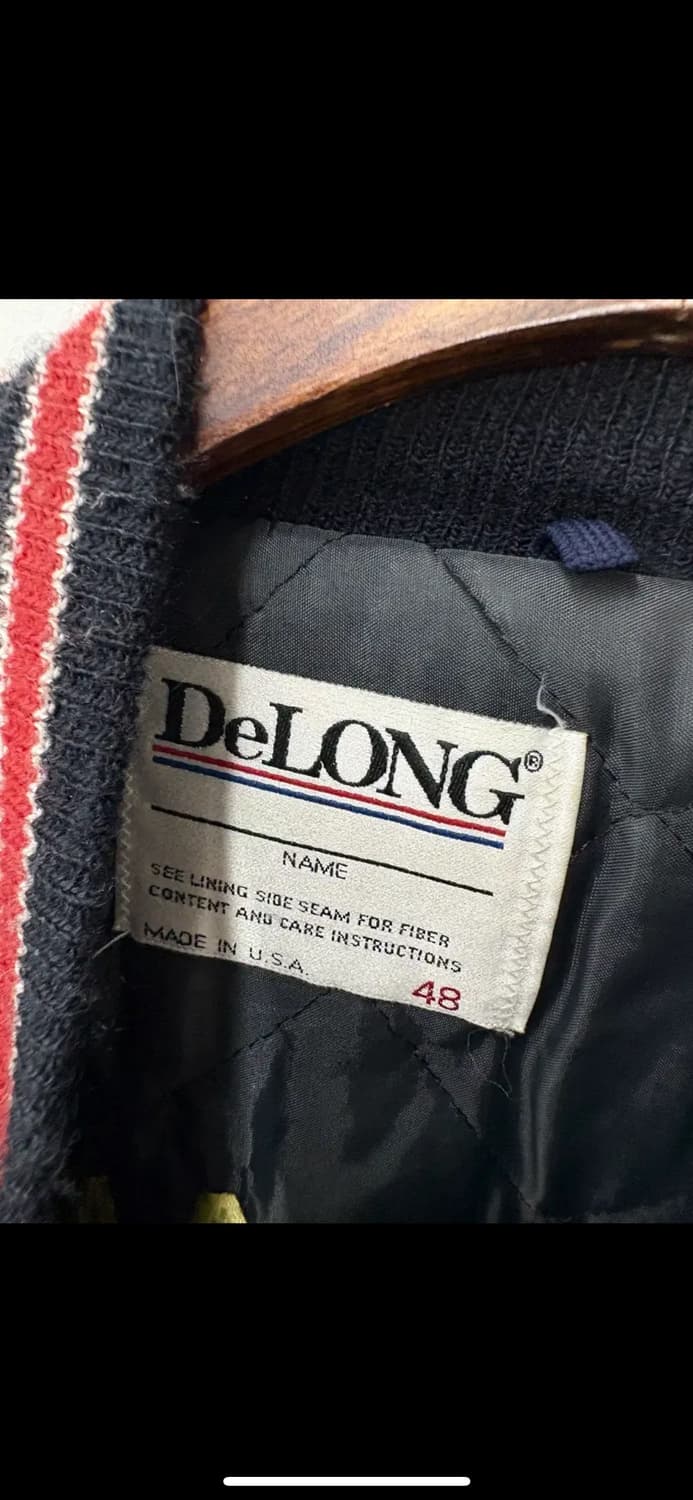 DeLONG®
NAME
SEE LINING SIDE SEAM FOR FIBER
CONTENT AND CARE INSTRUCTIONS
MADE IN U.S.A.
48